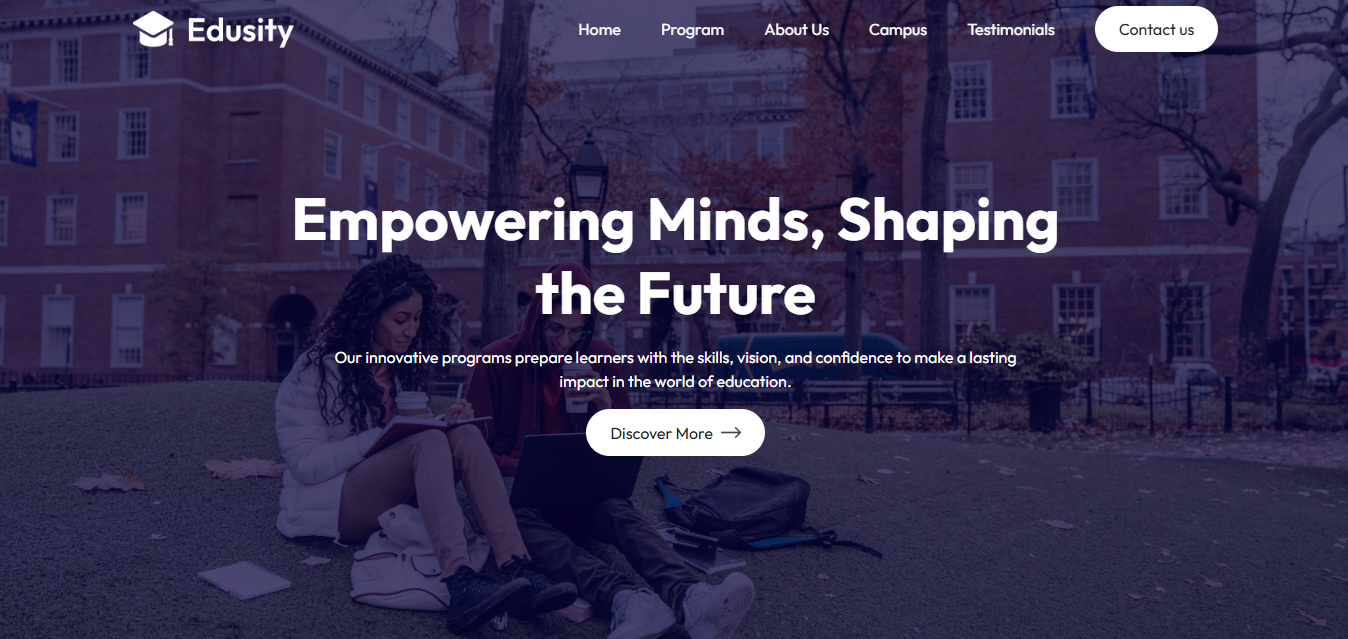 Edusity
Home
Program
About Us
Campus
Testimonials
Contact us
Empowering Minds, Shaping
the Future
Our innovative programs prepare learners with the skills, vision, and confidence to make a lasting
impact in the world of education.
Discover More